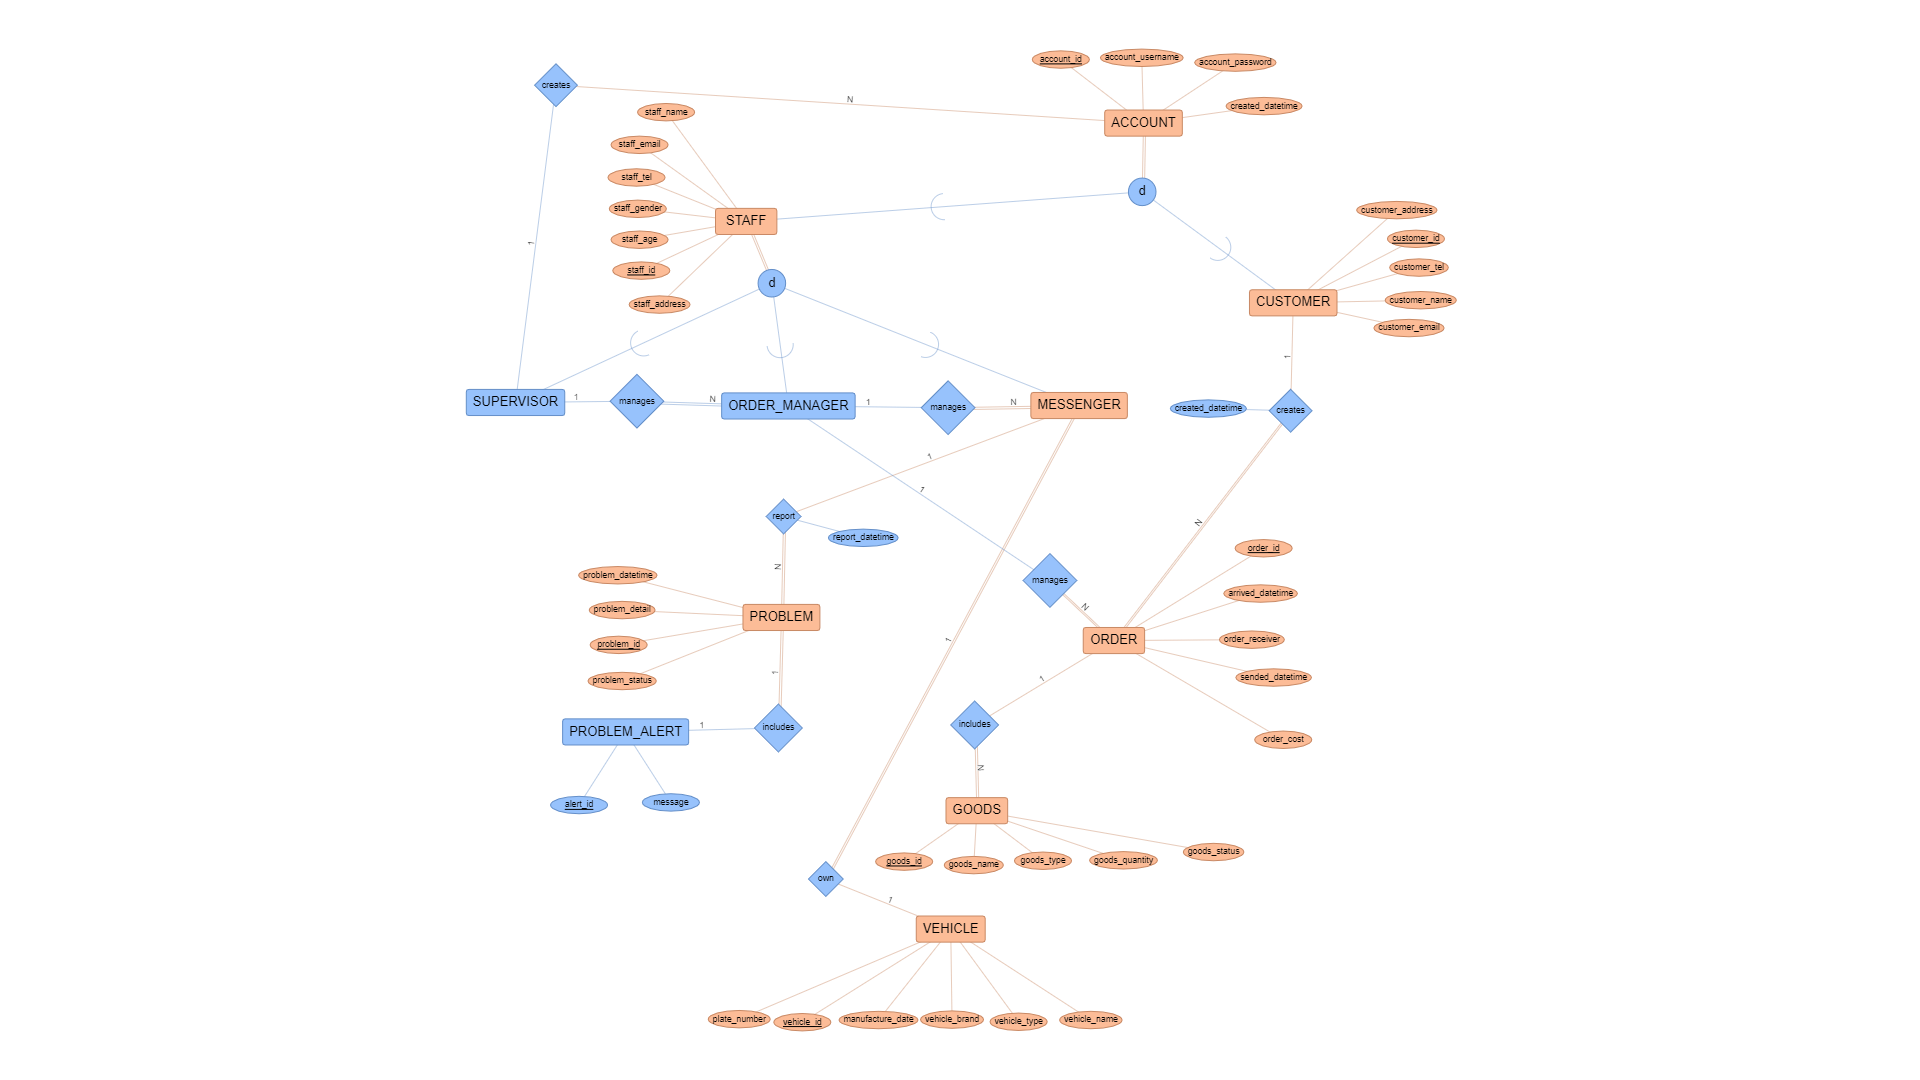 account_id
account_username
account_password
creates
N
created_datetime
staff_name
ACCOUNT
staff_email
staff_tel
d
staff_gender
STAFF
customer_address
staff_age
customer_id
1
staff_id
customer_tel
d
staff_address
CUSTOMER
customer_name
customer_email
1
SUPERVISOR
1
manages
N
ORDER_MANAGER
1
manages
N
MESSENGER
created_datetime
creates
1
1
report
report_datetime
N
N
order_id
problem_datetime
manages
arrived_datetime
problem_detail
N
PROBLEM
ORDER
order_receiver
problem_id
1
1
1
sended_datetime
problem_status
PROBLEM_ALERT
1
includes
includes
order_cost
N
alert_id
message
GOODS
goods_id
goods_name
goods_type
goods_quantity
goods_status
own
1
VEHICLE
plate_number
vehicle_id
manufacture_date
vehicle_brand
vehicle_type
vehicle_name